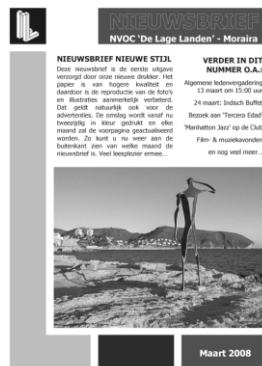 NIEUWSBRIEF
NVOC 'De Lage Landen' - Moraira
NIEUWSBRIEF NIEUWE STIJL
Deze nieuwsbrief is de eerste uitgave
verzorgd door onze nieuwe drukker. Het
papier is van hogere kwaliteit en
daardoor is de reproductie van de foto's
en illustraties aanmerkelijk verbeterd.
Dat geldt natuurlijk ook voor de
advertenties. De omslag wordt vanaf nu
tweezijdig in kleur gedrukt en elke
maand zal de voorpagina geactualiseerd
worden. Zo kunt u nu weer aan de
buitenkant zien van welke maand de
nieuwsbrief is. Veel leesplezier ermee...
VERDER IN DIT
NUMMER O.A.:
Algemene ledenvergadering
13 maart om 15:00 uur
24 maart: Indisch Buffet
Bezoek aan 'Tercera Edad'
'Manhatton Jazz' op de Club
Film- & muziekavonden
en nog veel meer...
Maart 2008